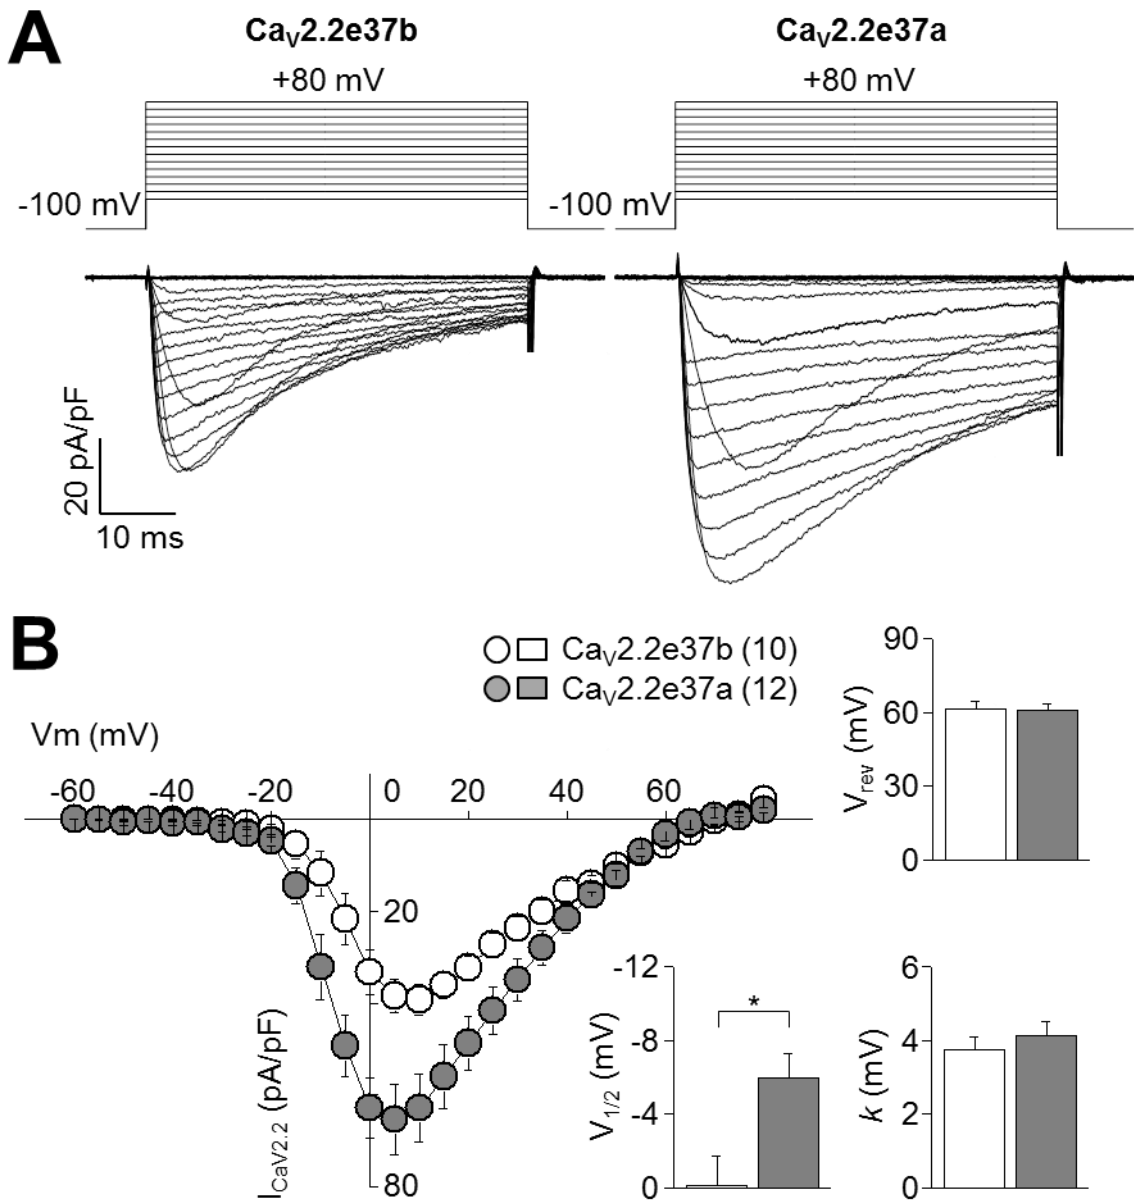 A
CaV2.2e37b
CaV2.2e37a
+80 mV
+80 mV
-100 mV
-100 mV
20 pA/pF
10 ms
B
CaV2.2e37b (10)
CaV2.2e37a (12)
Vm (mV)
-60 -40 -20 0 20 40 60
20
80
ICaV2.2 (pA/pF)
90
60
30
0
Vrev (mV)
-12
-8
-4
0
V1/2 (mV)
*
6
4
2
0
k (mV)